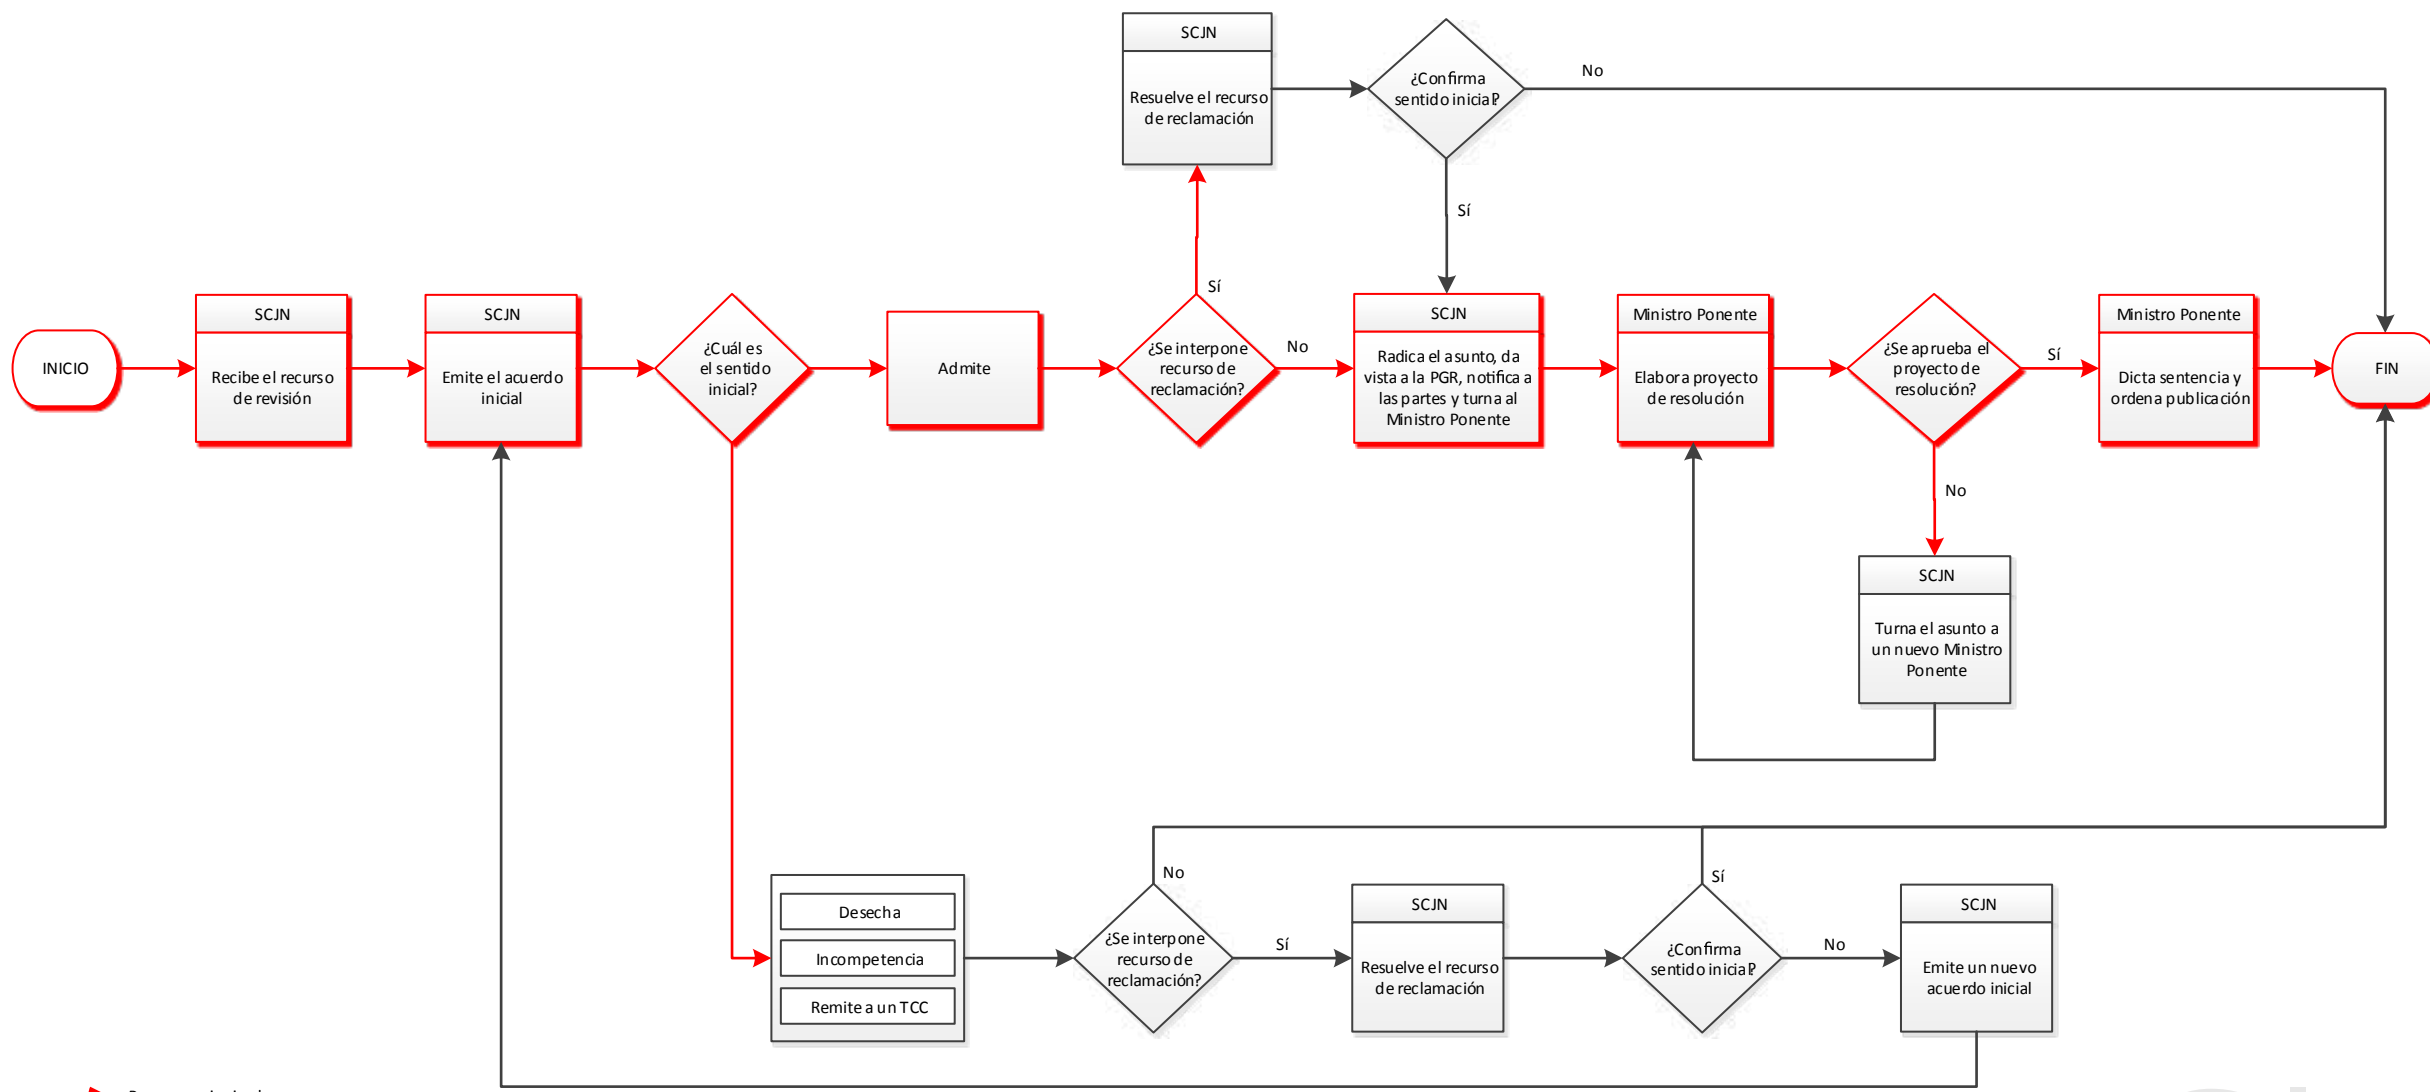 SCJN
Resuelve el recurso
de reclamación
¿Confirma
sentido inicial?
No
Sí
Sí
INICIO
SCJN
Recibe el recurso
de revisión
SCJN
Emite el acuerdo
inicial
¿Cuál es
el sentido
inicial?
Admite
¿Se interpone
recurso de
reclamación?
No
SCJN
Radica el asunto, da
vista a la PGR, notifica a
las partes y turna al
Ministro Ponente
Ministro Ponente
Elabora proyecto
de resolución
¿Se aprueba el
proyecto de
resolución?
Sí
Ministro Ponente
Dicta sentencia y
ordena publicación
FIN
No
SCJN
Turna el asunto a
un nuevo Ministro
Ponente
Desecha
Incompetencia
Remite a un TCC
No
¿Se interpone
recurso de
reclamación?
Sí
SCJN
Resuelve el recurso
de reclamación
Sí
¿Confirma
sentido inicial?
No
SCJN
Emite un nuevo
acuerdo inicial